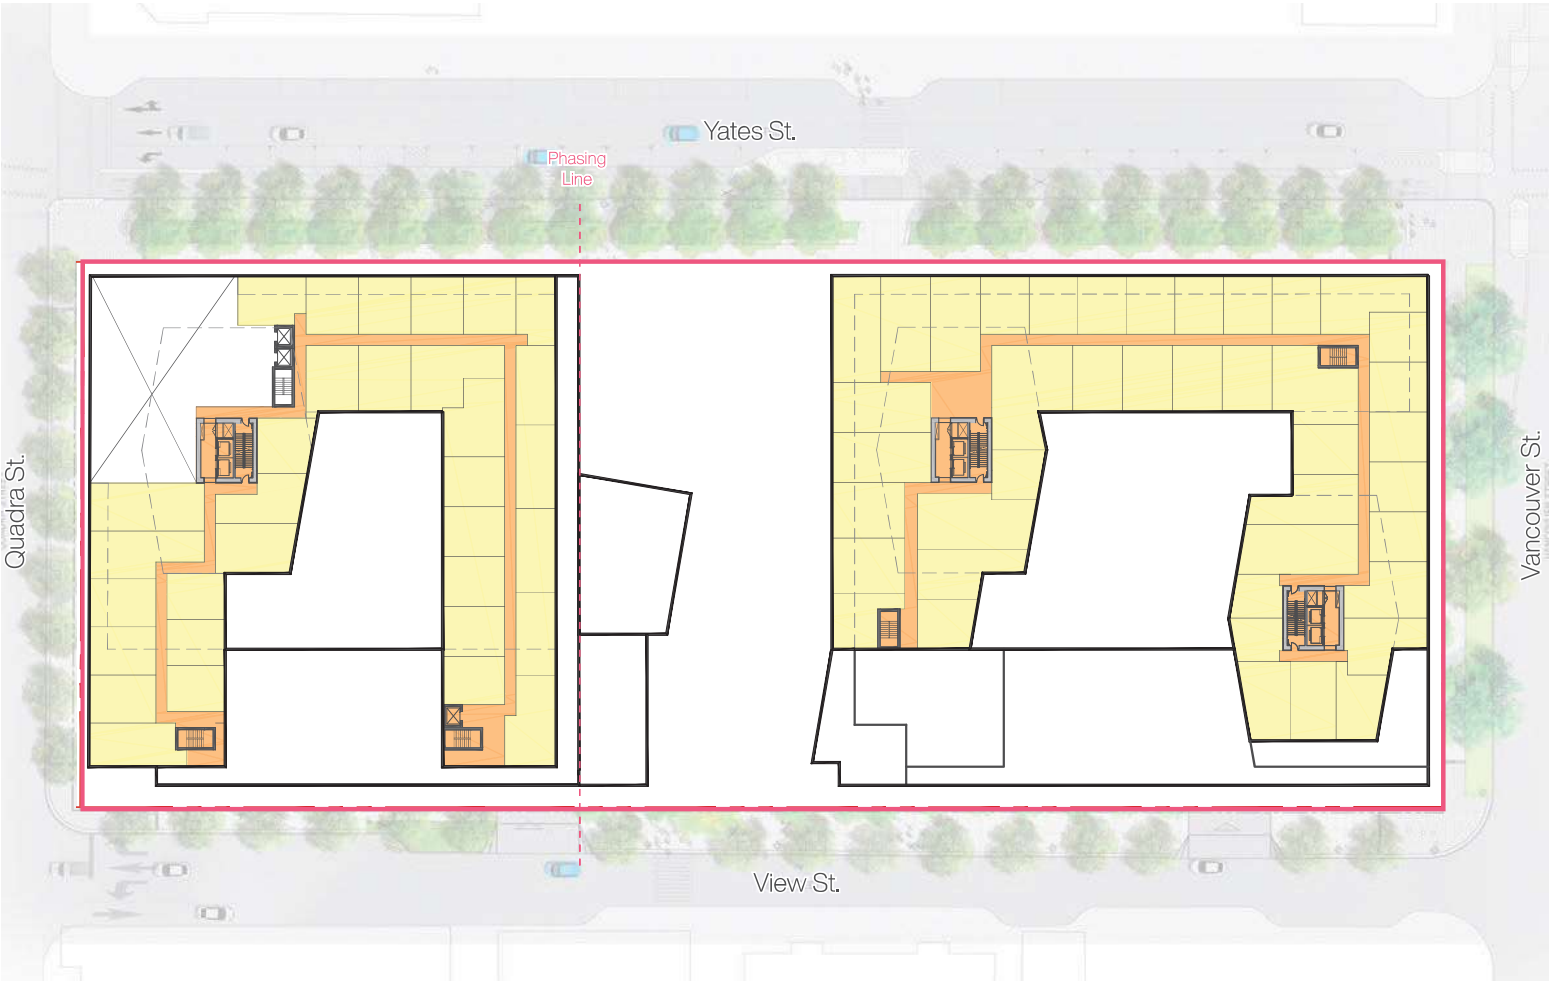 Yates St.
Phasing
Line
Quadra St.
Vancouver St.
View St.